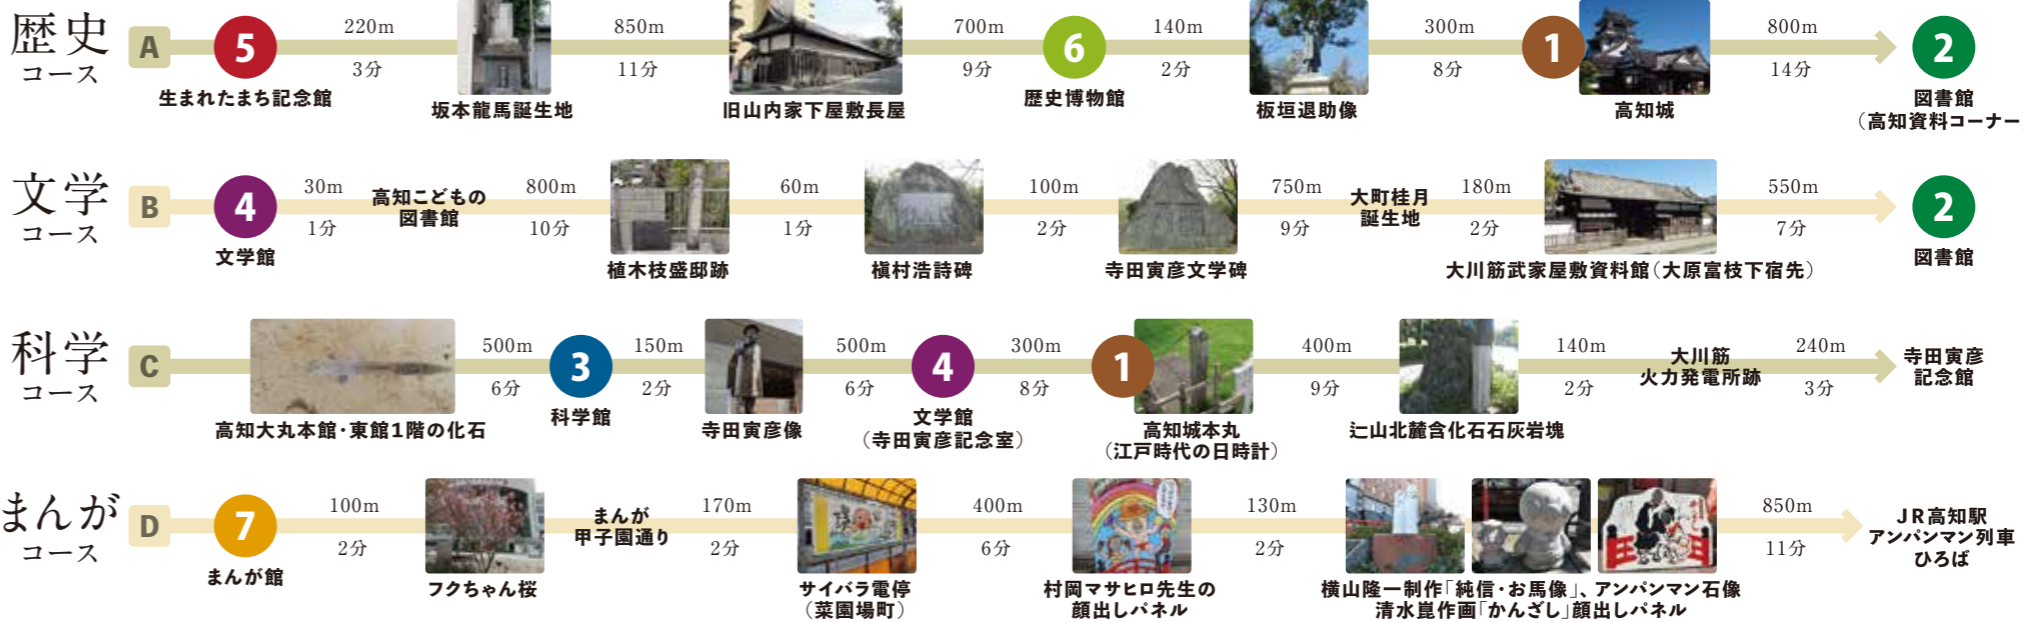 歴史
コース
A
5
生まれたまち記念館
220m
3分
坂本龍馬誕生地
850m
11分
旧山内家下屋敷長屋
700m
9分
6
歴史博物館
140m
2分
板垣退助像
300m
8分
1
高知城
800m
14分
2
図書館
（高知資料コーナー
文学
コース
B
4
文学館
30m
1分
高知こどもの
図書館
800m
10分
植木枝盛邸跡
60m
1分
槇村浩詩碑
100m
2分
寺田寅彦文学碑
750m
9分
大町桂月
誕生地
180m
2分
大川筋武家屋敷資料館（大原富枝下宿先）
550m
7分
2
図書館
科学
コース
C
高知大丸本館・東館1階の化石
500m
6分
3
科学館
150m
2分
寺田寅彦像
500m
6分
4
文学館
（寺田寅彦記念室）
300m
8分
1
高知城本丸
（江戸時代の日時計）
400m
9分
辷山北麓含化石石灰岩塊
140m
2分
大川筋
火力発電所跡
240m
3分
寺田寅彦
記念館
まんが
コース
D
7
まんが館
100m
2分
フクちゃん桜
まんが
甲子園通り
170m
2分
サイバラ電停
（菜園場町）
400m
6分
村岡マサヒロ先生の
顔出しパネル
130m
2分
横山隆一制作「純信・お馬像」、アンパンマン石像
清水崑作画「かんざし」顔出しパネル
850m
11分
JR高知駅
アンパンマン列車
ひろば